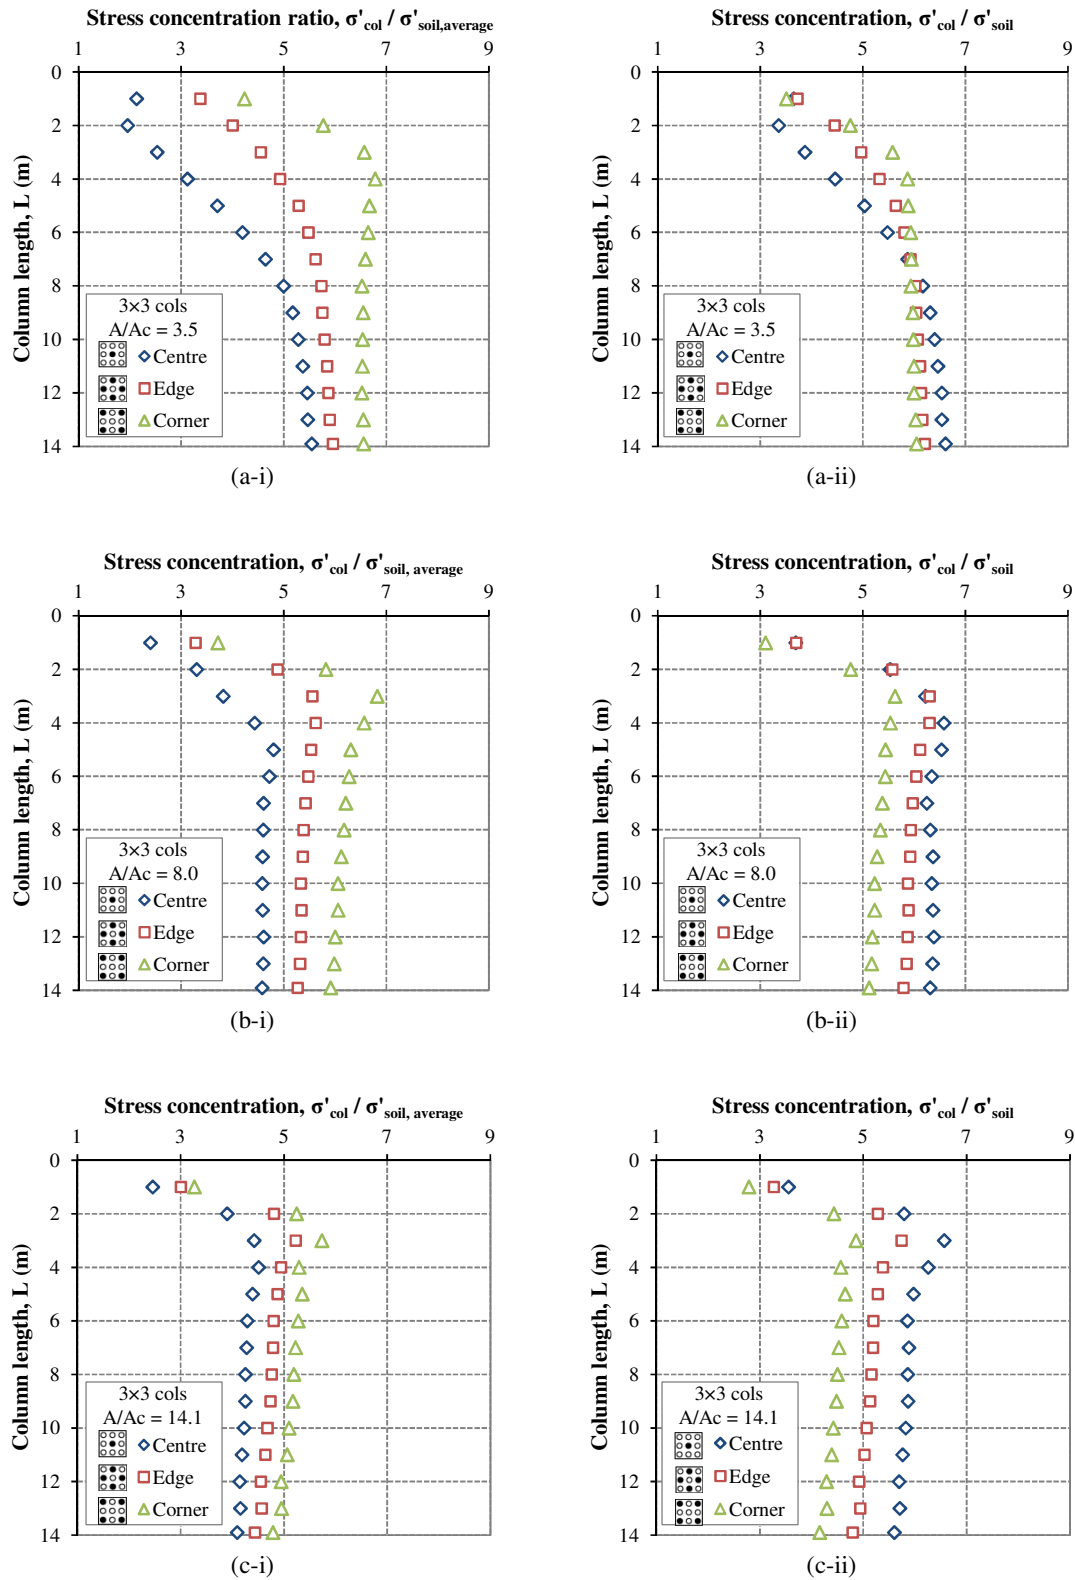 Stress concentration ratio, σ'col / σ'soil,average
1 3 5 7 9
0
2
4
6
8
10
12
14
Column length, L (m)
3×3 cols
A/Ac = 3.5
Centre
Edge
Corner
(a-i)
Stress concentration, σ'col / σ'soil
1 3 5 7 9
0
2
4
6
8
10
12
14
Column length, L (m)
3×3 cols
A/Ac = 3.5
Centre
Edge
Corner
(a-ii)
Stress concentration, σ'col / σ'soil, average
1 3 5 7 9
0
2
4
6
8
10
12
14
Column length, L (m)
3×3 cols
A/Ac = 8.0
Centre
Edge
Corner
(b-i)
Stress concentration, σ'col / σ'soil
1 3 5 7 9
0
2
4
6
8
10
12
14
Column length, L (m)
3×3 cols
A/Ac = 8.0
Centre
Edge
Corner
(b-ii)
Stress concentration, σ'col / σ'soil, average
1 3 5 7 9
0
2
4
6
8
10
12
14
Column length, L (m)
3×3 cols
A/Ac = 14.1
Centre
Edge
Corner
(c-i)
Stress concentration, σ'col / σ'soil
1 3 5 7 9
0
2
4
6
8
10
12
14
Column length, L (m)
3×3 cols
A/Ac = 14.1
Centre
Edge
Corner
(c-ii)